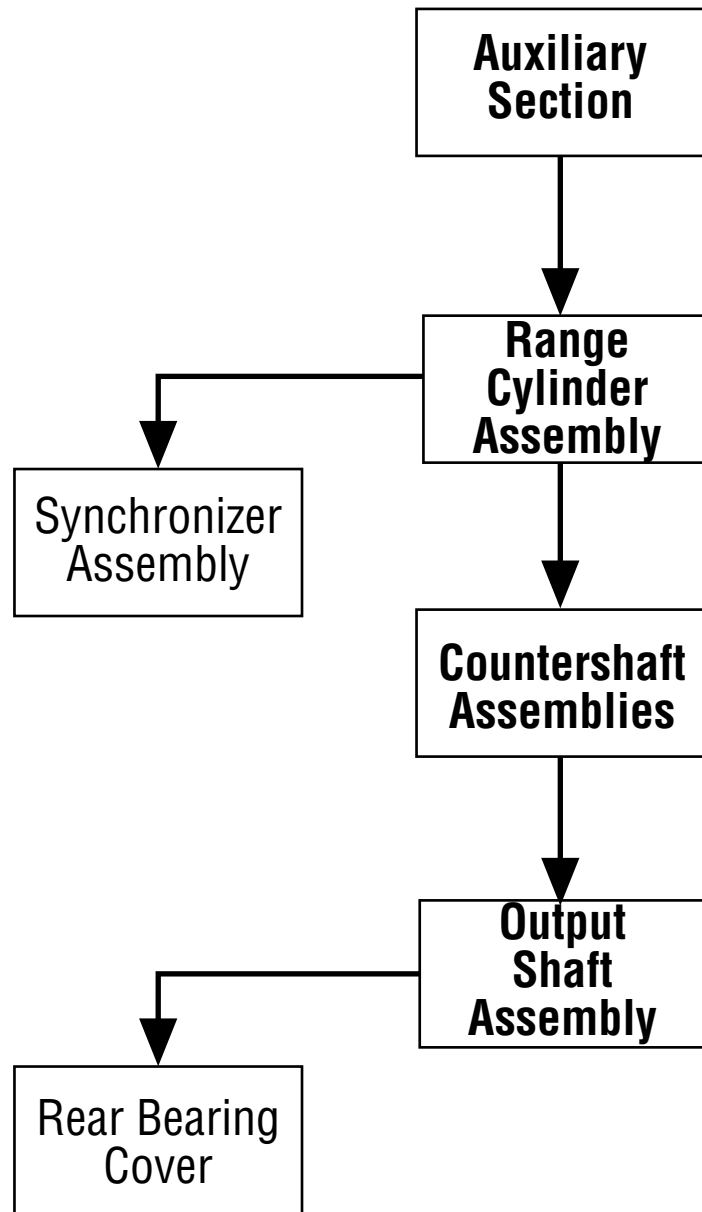 Auxiliary
Section
Range
Cylinder
Assembly
Synchronizer
Assembly
Countershaft
Assemblies
Output
Shaft
Assembly
Rear Bearing
Cover